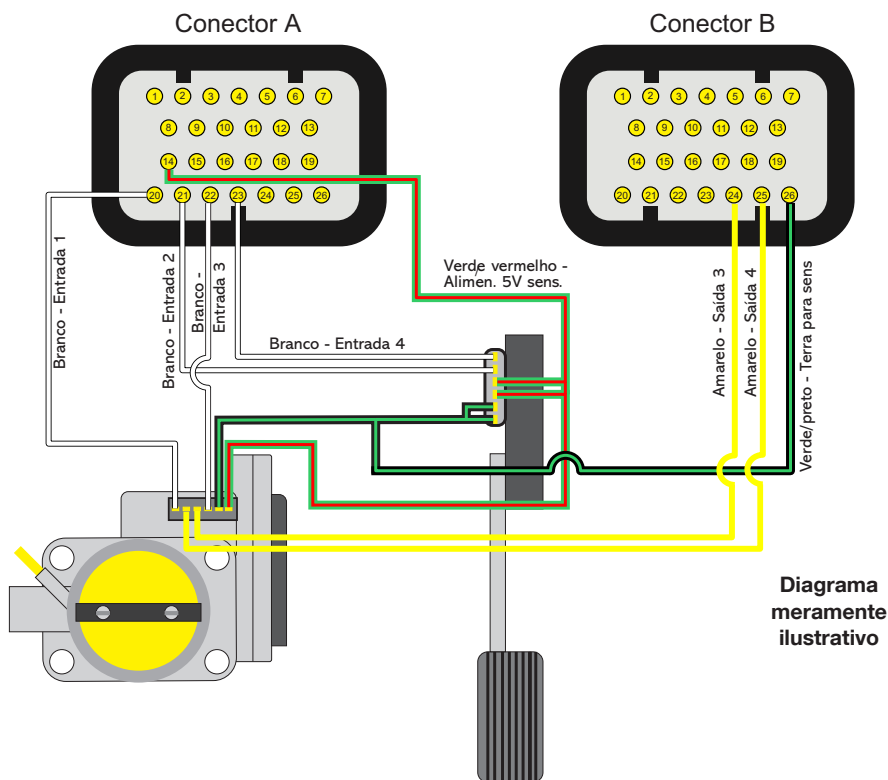 Conector A
Conector B
1 2 3 4 5 6 7
8 9 10 11 12 13
14 15 16 17 18 19
20 21 22 23 24 25 26
1 2 3 4 5 6 7
8 9 10 11 12 13
14 15 16 17 18 19
20 21 22 23 24 25 26
Branco - Entrada 1
Branco - Entrada 2
Branco -
Entrada 3
Verde vermelho -
Alimen. 5V sens.
Branco - Entrada 4
Amarelo - Saída 3
Amarelo - Saída 4
Verde/preto - Terra para sens
Diagrama
meramente
ilustrativo